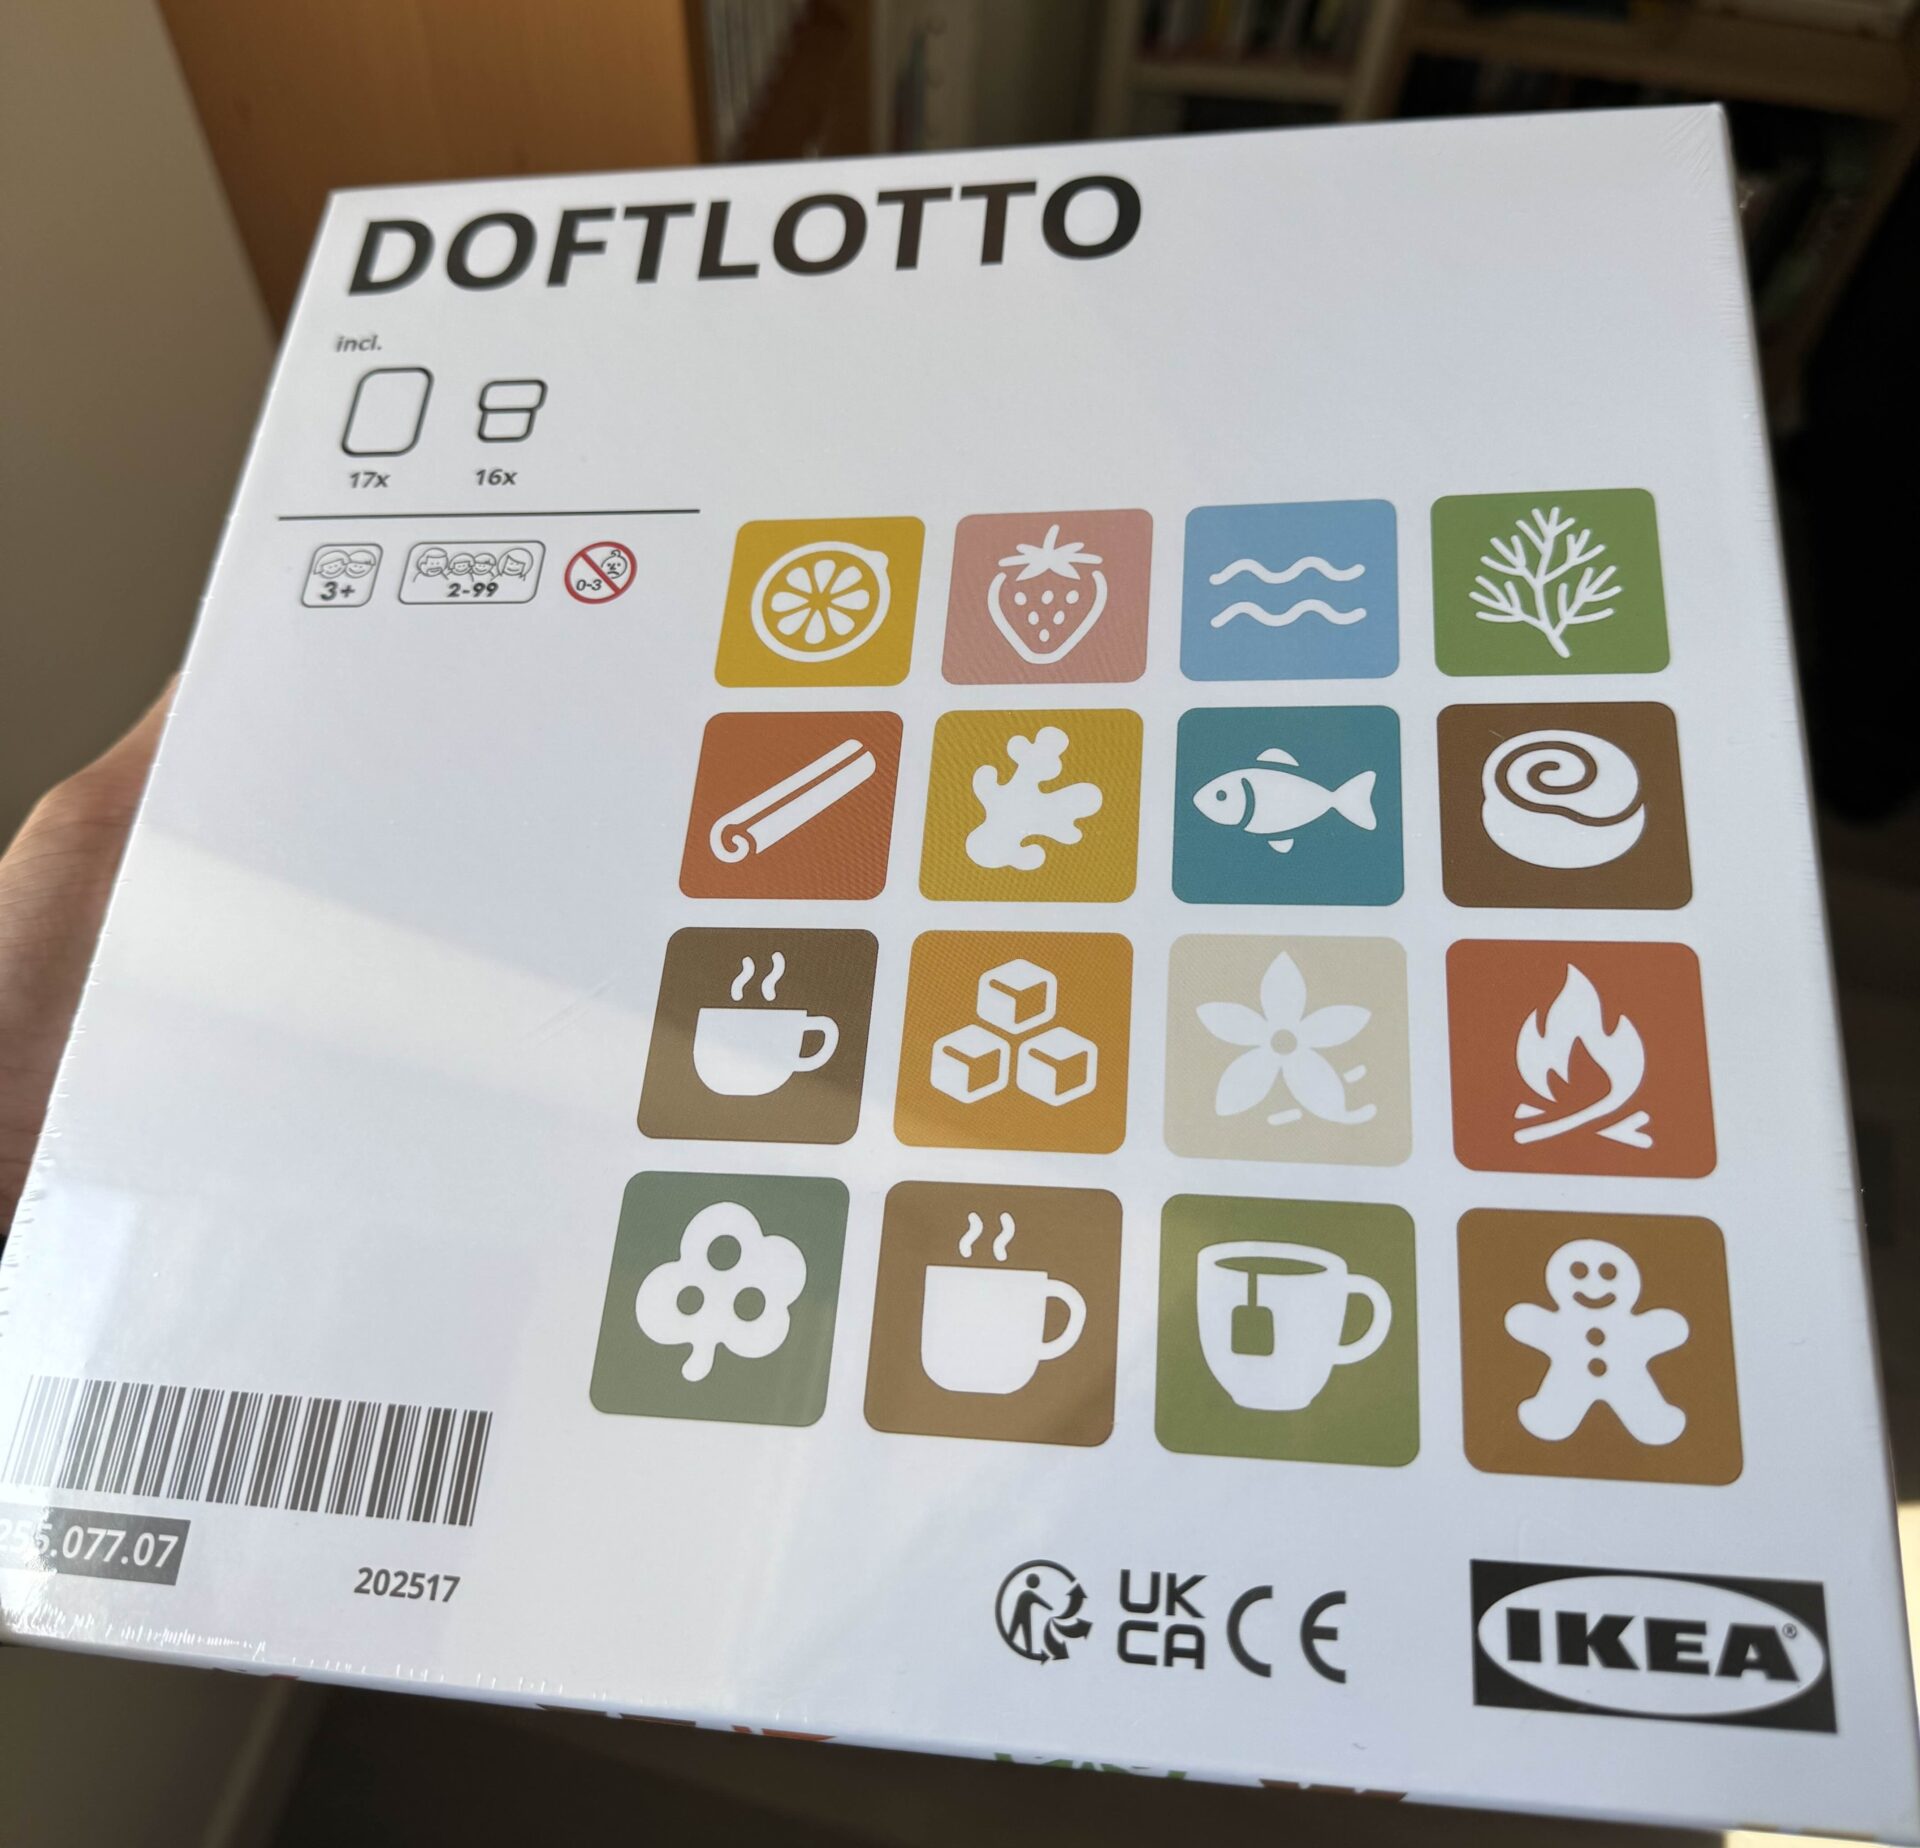 DOFTLOTTO
incl.
17x 16x
3+ 2-99 0-3
255.077.07
202517
UK
CA
CE
IKEA®